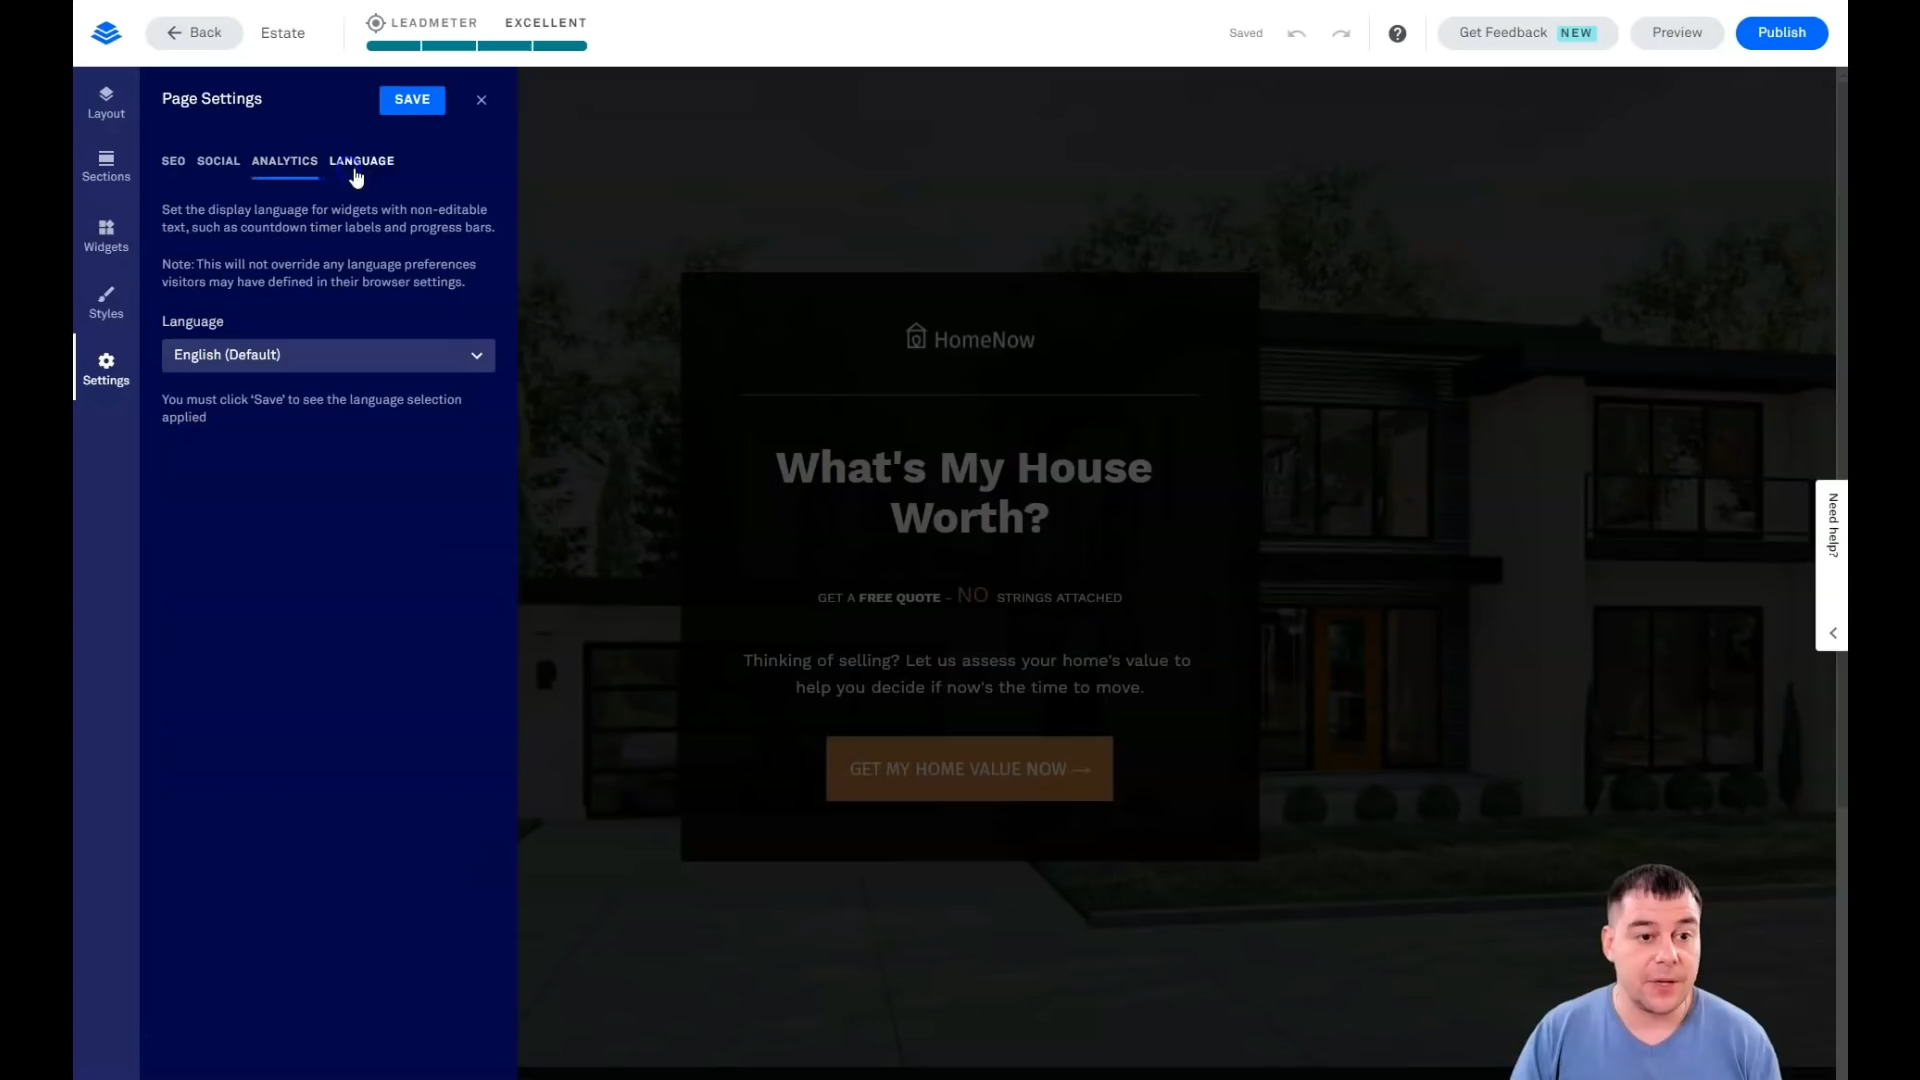 Back
Estate
LEADMETER EXCELLENT
Saved
Get Feedback NEW
Preview
Publish
Layout
Sections
Widgets
Styles
Settings
Page Settings
SAVE
SEO SOCIAL ANALYTICS LANGUAGE
Set the display language for widgets with non-editable
text, such as countdown timer labels and progress bars.
Note: This will not override any language preferences
visitors may have defined in their browser settings.
Language
English (Default)
You must click 'Save' to see the language selection
applied
HomeNow
What's My House
Worth?
GET A FREE QUOTE - NO STRINGS ATTACHED
Thinking of selling? Let us assess your home's value to
help you decide if now's the time to move.
GET MY HOME VALUE NOW →
Need help?